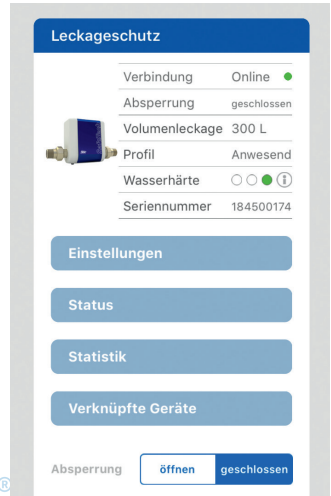 Leckageschutz
Verbindung Online
Absperrung geschlossen
Volumenleckage 300 L
Profil Anwesend
Wasserhärte
Seriennummer 184500174
Einstellungen
Status
Statistik
Verknüpfte Geräte
Absperrung öffnen geschlossen
®